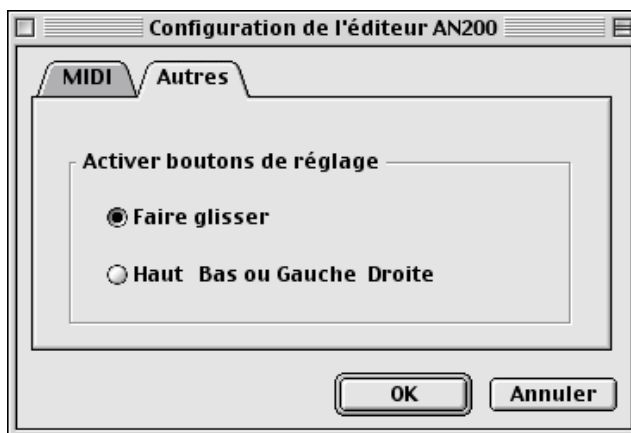 Configuration de l'éditeur AN200
MIDI
Autres
Activer boutons de réglage
Faire glisser
Haut Bas ou Gauche Droite
OK
Annuler